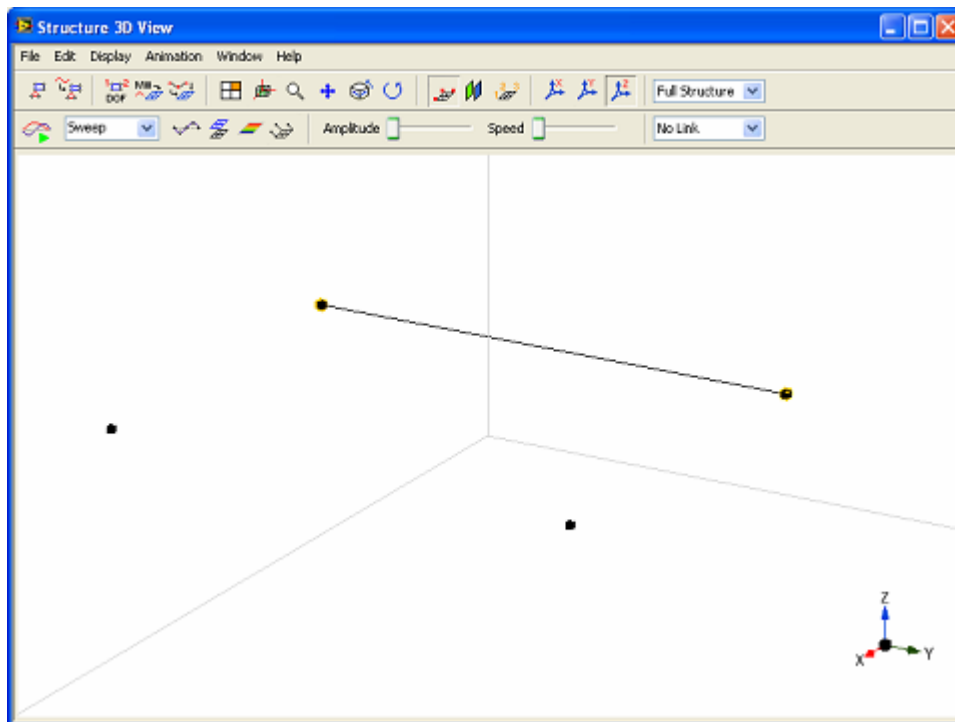 Structure 3D View
File Edit Display Animation Window Help
DOF Full Structure
Sweep Amplitude Speed No Link
Z
X Y